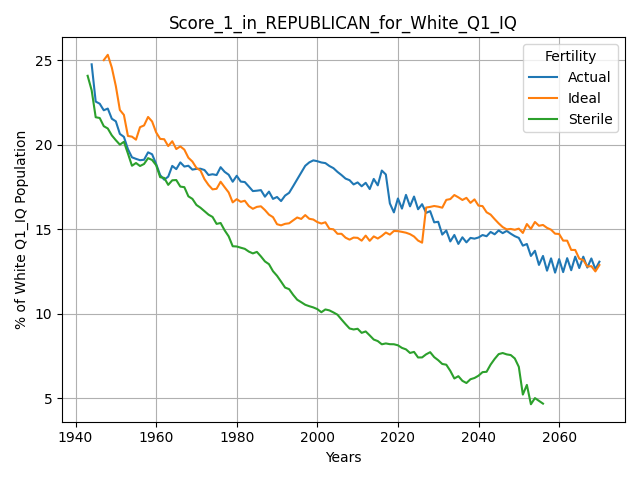 Score_1_in_REPUBLICAN_for_White_Q1_IQ
Fertility
Actual
Ideal
Sterile
% of White Q1_IQ Population
25
20
15
10
5
1940 1960 1980 2000 2020 2040 2060
Years